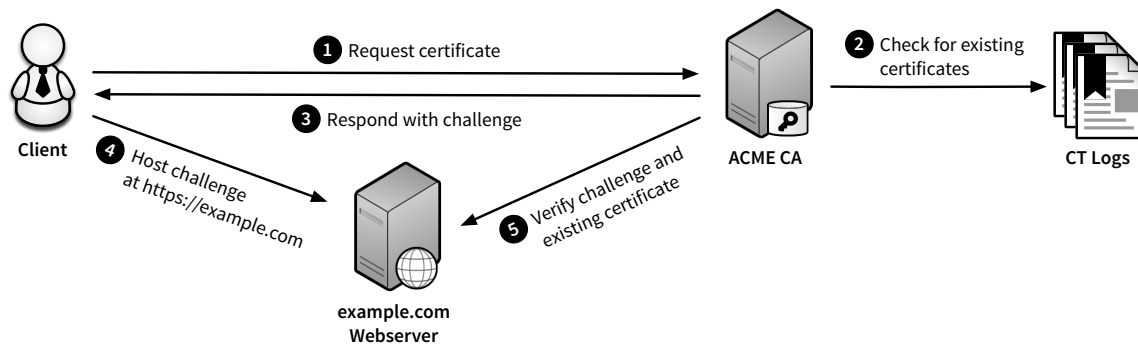 1 Request certificate
2 Check for existing
certificates
3 Respond with challenge
Client
ACME CA
CT Logs
4 Host challenge
at https://example.com
5 Verify challenge and
existing certificate
example.com
Webserver